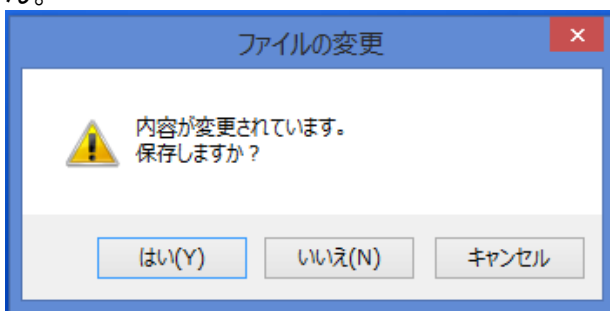 ん。
ファイルの変更
内容が変更されています。
保存しますか？
はい(Y)
いいえ(N)
キャンセル